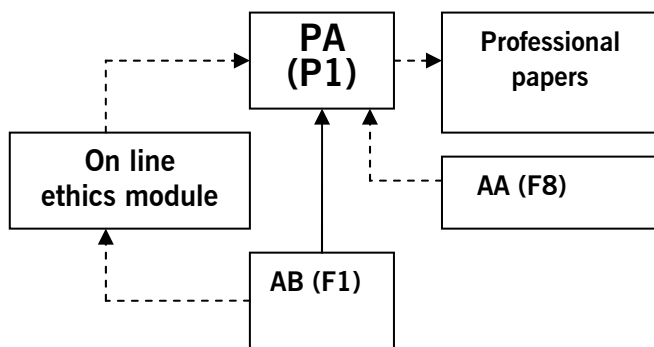 PA
(P1)
Professional
papers
On line
ethics module
AA (F8)
AB (F1)